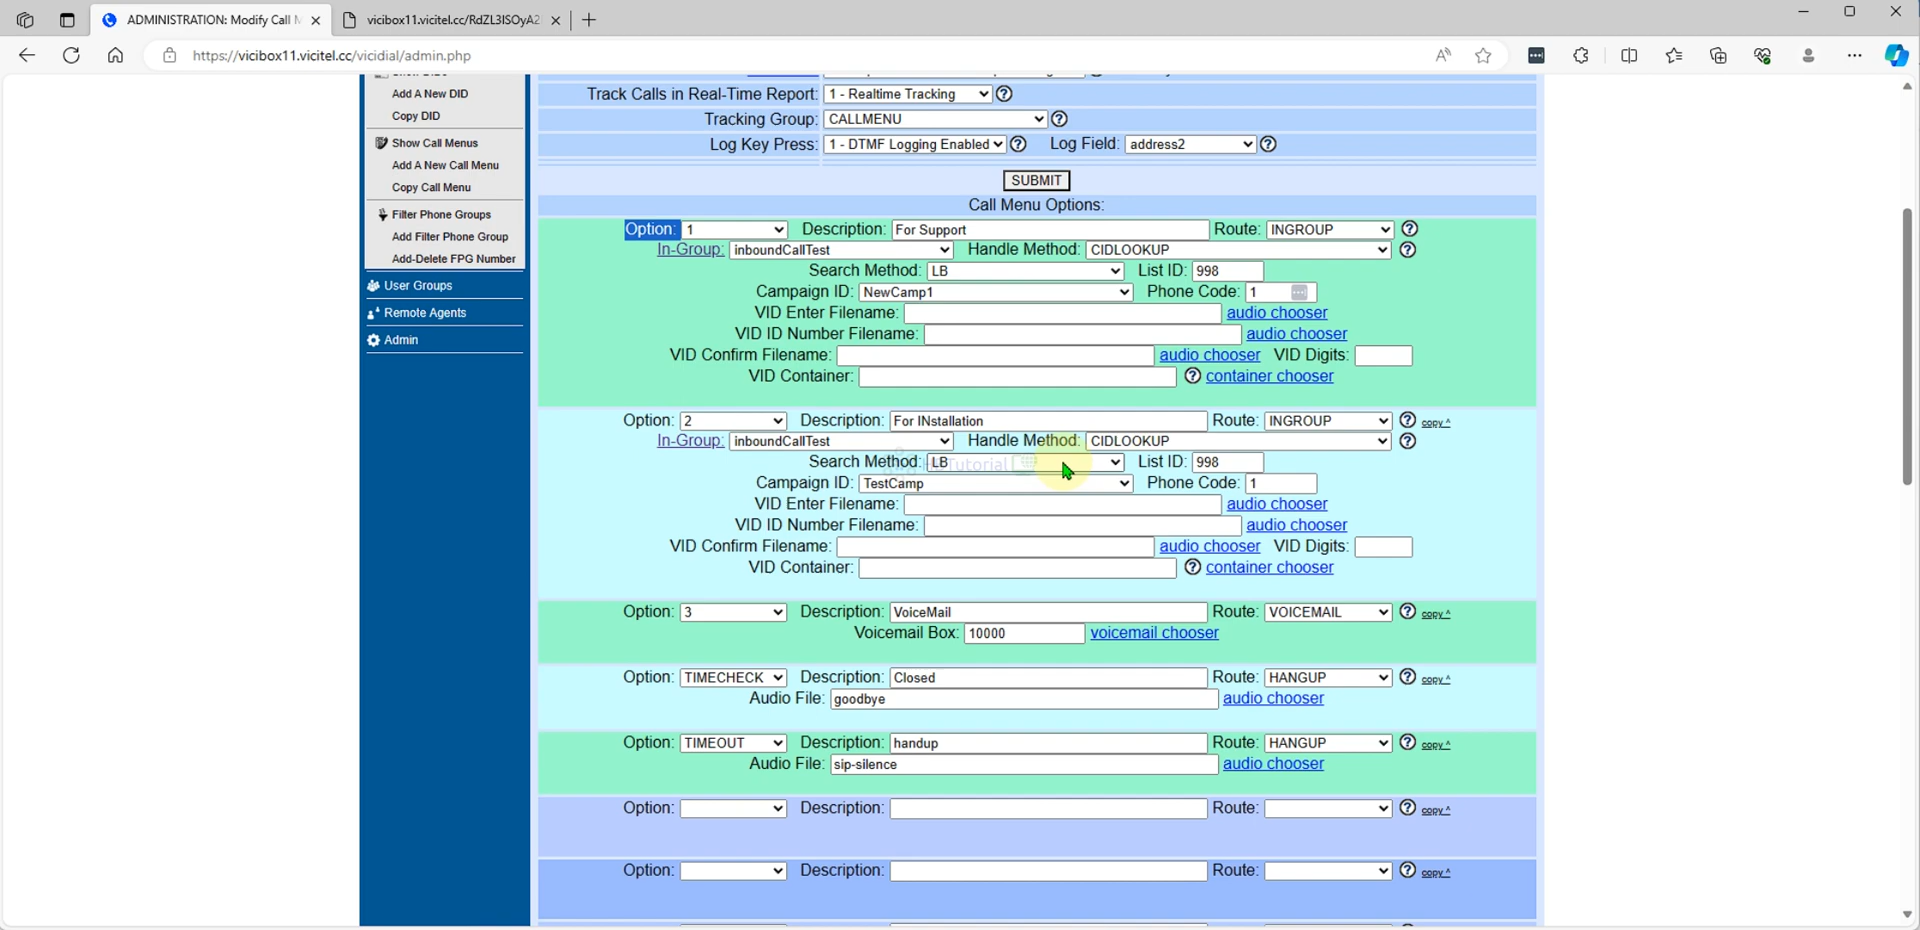 ADMINISTRATION: Modify Call M
vicibox11.vicitel.cc/RdZL3ISOyA2
https://vicibox11.vicitel.cc/vicidial/admin.php
Add A New DID
Copy DID
Show Call Menus
Add A New Call Menu
Copy Call Menu
Filter Phone Groups
Add Filter Phone Group
Add-Delete FPG Number
User Groups
Remote Agents
Admin
Track Calls in Real-Time Report: 1 - Realtime Tracking
Tracking Group: CALLMENU
Log Key Press: 1 - DTMF Logging Enabled Log Field: address2
SUBMIT
Call Menu Options:
Option: 1 Description: For Support Route: INGROUP
In-Group: inboundCallTest Handle Method: CIDLOOKUP
Search Method: LB List ID: 998
Campaign ID: NewCamp1 Phone Code: 1
VID Enter Filename: audio chooser
VID ID Number Filename: audio chooser
VID Confirm Filename: audio chooser VID Digits:
VID Container: container chooser
Option: 2 Description: For INstallation Route: INGROUP copy ^
In-Group: inboundCallTest Handle Method: CIDLOOKUP
Search Method: LB Tutorial List ID: 998
Campaign ID: TestCamp Phone Code: 1
VID Enter Filename: audio chooser
VID ID Number Filename: audio chooser
VID Confirm Filename: audio chooser VID Digits:
VID Container: container chooser
Option: 3 Description: VoiceMail Route: VOICEMAIL copy ^
Voicemail Box: 10000 voicemail chooser
Option: TIMECHECK Description: Closed Route: HANGUP copy ^
Audio File: goodbye audio chooser
Option: TIMEOUT Description: handup Route: HANGUP copy ^
Audio File: sip-silence audio chooser
Option: Description: Route: copy ^
Option: Description: Route: copy ^